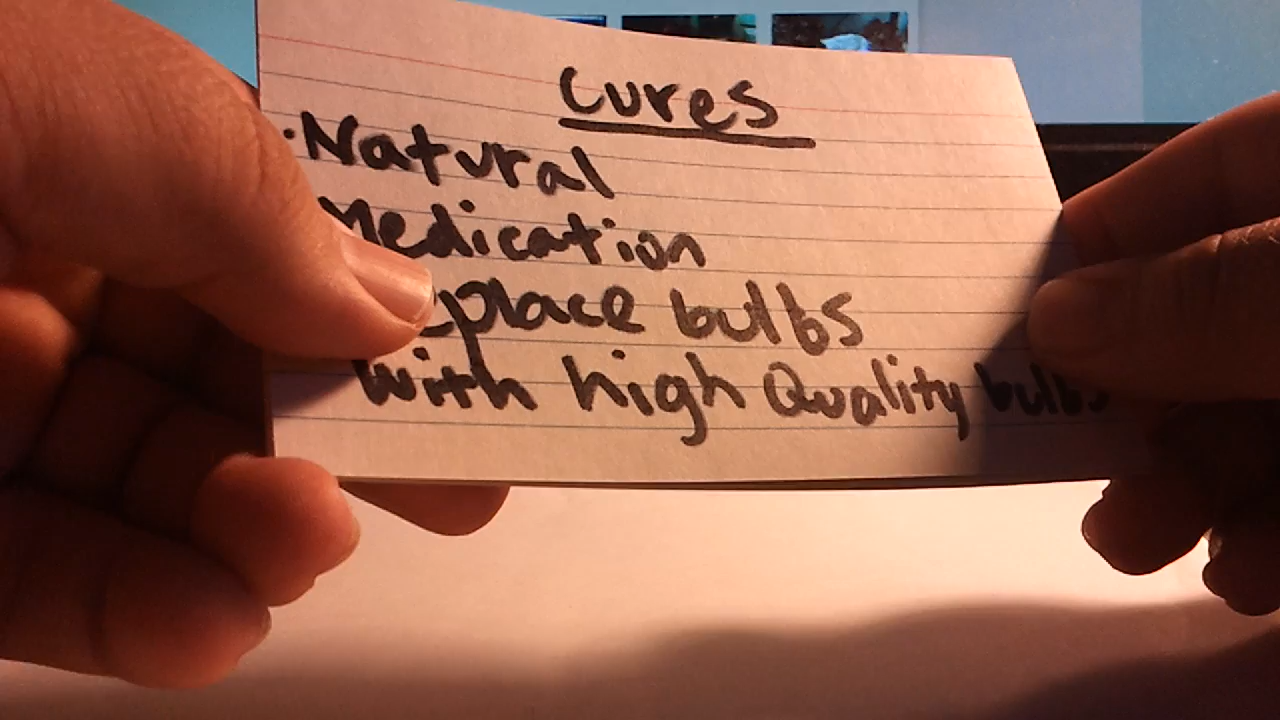 Cures
·Natural
Medication
eplace bulbs
with high Quality bulbs